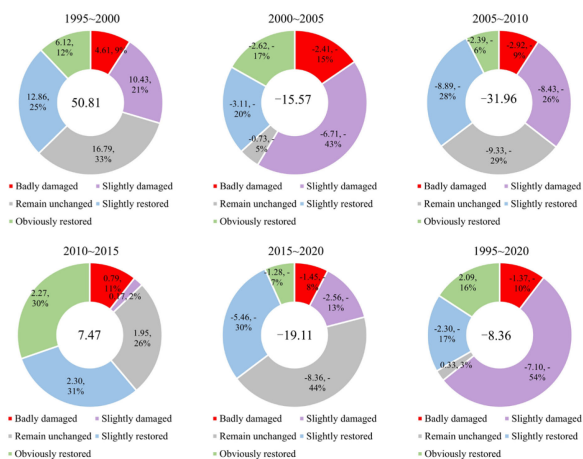 1995~2000
6.12,
12%
4.61, 9%
10.43,
21%
12.86,
25%
50.81
16.79,
33%
Badly damaged
Slightly damaged
Remain unchanged
Slightly restored
Obviously restored
2000~2005
-2.62, -
17%
-2.41, -
15%
-3.11, -
20%
−15.57
-0.73, -
5%
-6.71, -
43%
Badly damaged
Slightly damaged
Remain unchanged
Slightly restored
Obviously restored
2005~2010
-2.39, -
6%
-2.92, -
9%
-8.89, -
28%
-8.43, -
26%
−31.96
-9.33, -
29%
Badly damaged
Slightly damaged
Remain unchanged
Slightly restored
Obviously restored
2010~2015
0.79,
11%
0.17, 2%
2.27,
30%
7.47
1.95,
26%
2.30,
31%
Badly damaged
Slightly damaged
Remain unchanged
Slightly restored
Obviously restored
2015~2020
-1.28, -
7%
-1.45, -
8%
-2.56, -
13%
-5.46, -
30%
−19.11
-8.36, -
44%
Badly damaged
Slightly damaged
Remain unchanged
Slightly restored
Obviously restored
1995~2020
2.09,
16%
-1.37, -
10%
-2.30, -
17%
−8.36
0.33, 3%
-7.10, -
54%
Badly damaged
Slightly damaged
Remain unchanged
Slightly restored
Obviously restored